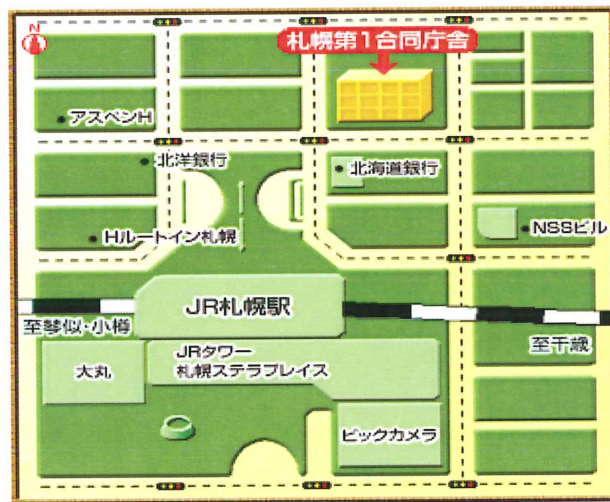 N
札幌第1合同庁舎
アスペンH
北洋銀行
北海道銀行
Hルートイン札幌
NSSビル
JR札幌駅
至琴似・小樽
至千歳
大丸
JRタワー
札幌ステラプレイス
ビックカメラ